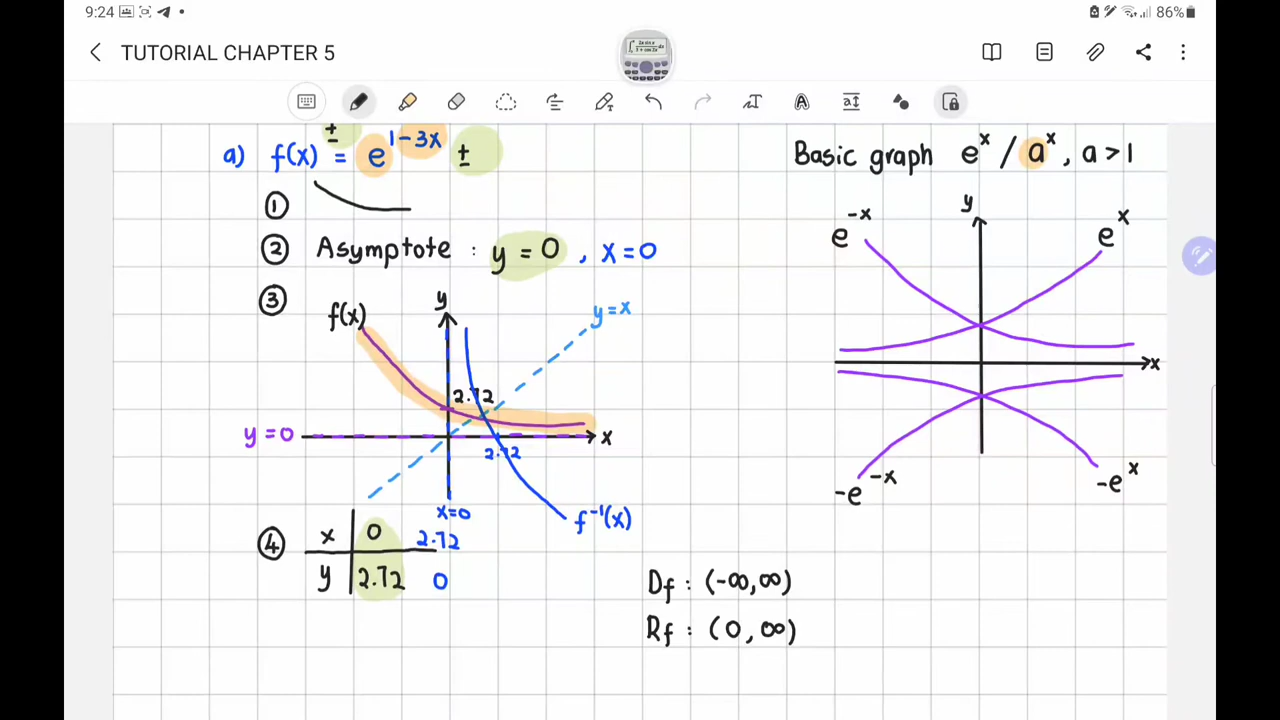 9:24
86%
TUTORIAL CHAPTER 5
a) f(x) = ± e^{1-3x} ±
①
② Asymptote : y = 0 , x = 0
③
f(x)
y
y = x
2.72
y = 0
x
2.72
x = 0
f⁻¹(x)
④ x | 0 2.72
y | 2.72 0
Df : (-∞, ∞)
Rf : (0, ∞)
Basic graph e^x / a^x , a > 1
y
e^{-x}
e^x
x
-e^{-x}
-e^x